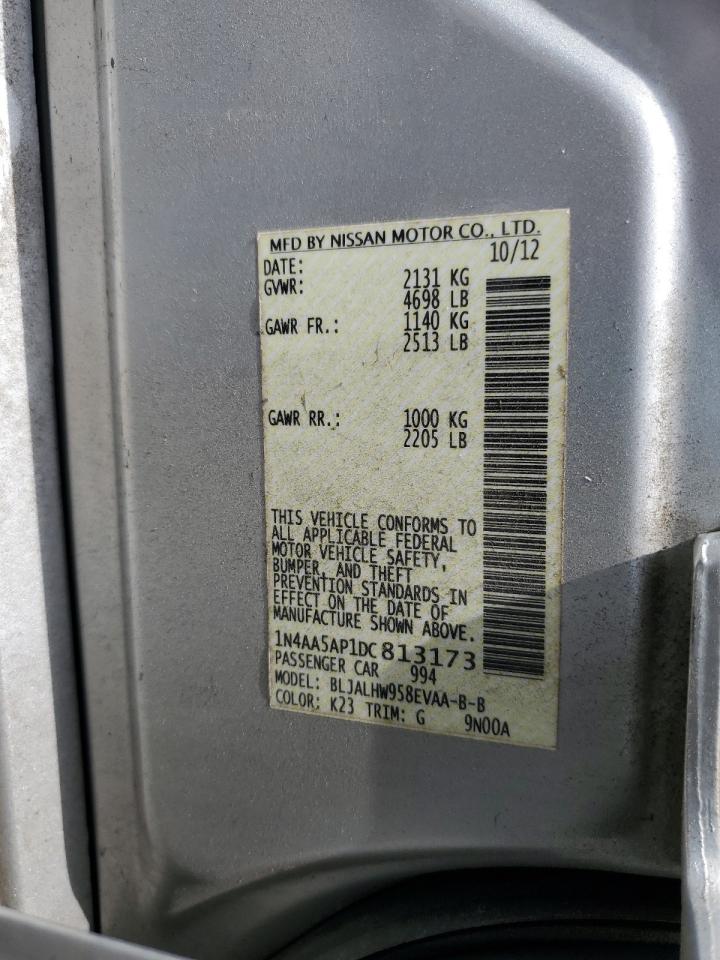 MFD BY NISSAN MOTOR CO., LTD.
DATE: 10/12
GVWR: 2131 KG
4698 LB
GAWR FR.: 1140 KG
2513 LB
GAWR RR.: 1000 KG
2205 LB
THIS VEHICLE CONFORMS TO
ALL APPLICABLE FEDERAL
MOTOR VEHICLE SAFETY,
BUMPER, AND THEFT
PREVENTION STANDARDS IN
EFFECT ON THE DATE OF
MANUFACTURE SHOWN ABOVE.
1N4AA5AP1DC813173
PASSENGER CAR 994
MODEL: BLJALHW958EVAA-B-B
COLOR: K23 TRIM: G 9N00A